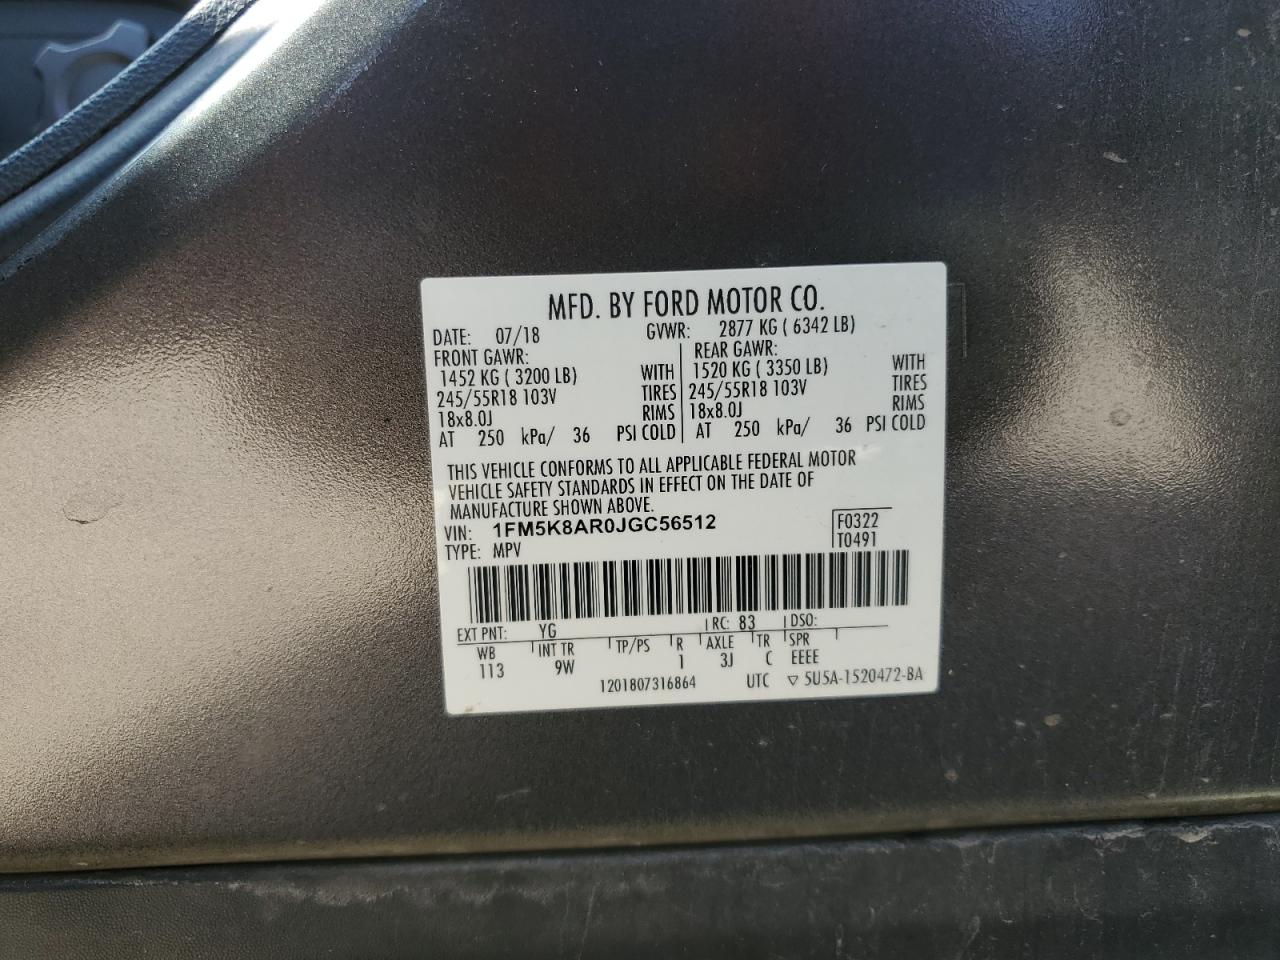 MFD. BY FORD MOTOR CO.
DATE: 07/18 GVWR: 2877 KG ( 6342 LB)
FRONT GAWR: REAR GAWR:
1452 KG ( 3200 LB) WITH 1520 KG ( 3350 LB) WITH
245/55R18 103V TIRES 245/55R18 103V TIRES
18x8.0J RIMS 18x8.0J RIMS
AT 250 kPa/ 36 PSI COLD AT 250 kPa/ 36 PSI COLD
THIS VEHICLE CONFORMS TO ALL APPLICABLE FEDERAL MOTOR
VEHICLE SAFETY STANDARDS IN EFFECT ON THE DATE OF
MANUFACTURE SHOWN ABOVE.
VIN: 1FM5K8AR0JGC56512 F0322
TYPE: MPV T0491
EXT PNT: YG RC: 83 DSO:
WB INT TR TP/PS R AXLE TR SPR
113 9W 1 3J C EEEE
1201807316864 UTC ▽ 5U5A-1520472-BA